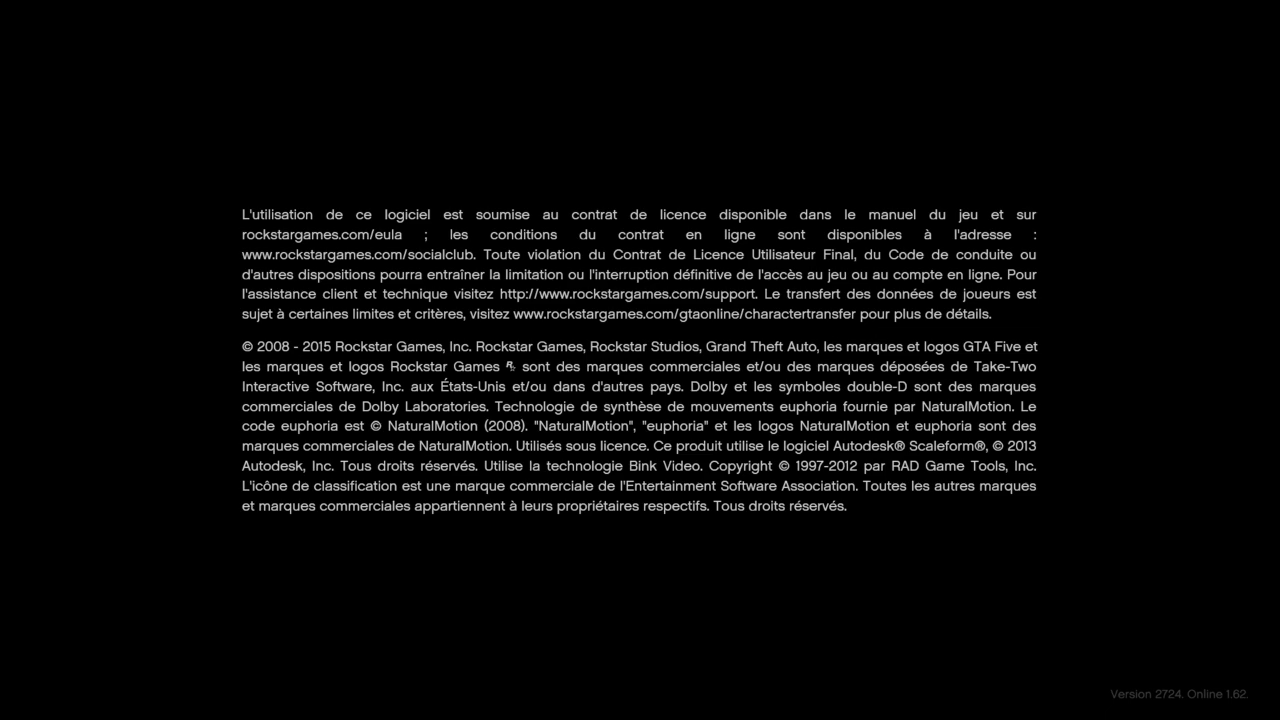 L'utilisation de ce logiciel est soumise au contrat de licence disponible dans le manuel du jeu et sur
rockstargames.com/eula ; les conditions du contrat en ligne sont disponibles à l'adresse :
www.rockstargames.com/socialclub. Toute violation du Contrat de Licence Utilisateur Final, du Code de conduite ou
d'autres dispositions pourra entraîner la limitation ou l'interruption définitive de l'accès au jeu ou au compte en ligne. Pour
l'assistance client et technique visitez http://www.rockstargames.com/support. Le transfert des données de joueurs est
sujet à certaines limites et critères, visitez www.rockstargames.com/gtaonline/charactertransfer pour plus de détails.
© 2008 - 2015 Rockstar Games, Inc. Rockstar Games, Rockstar Studios, Grand Theft Auto, les marques et logos GTA Five et
les marques et logos Rockstar Games R* sont des marques commerciales et/ou des marques déposées de Take-Two
Interactive Software, Inc. aux États-Unis et/ou dans d'autres pays. Dolby et les symboles double-D sont des marques
commerciales de Dolby Laboratories. Technologie de synthèse de mouvements euphoria fournie par NaturalMotion. Le
code euphoria est © NaturalMotion (2008). "NaturalMotion", "euphoria" et les logos NaturalMotion et euphoria sont des
marques commerciales de NaturalMotion. Utilisés sous licence. Ce produit utilise le logiciel Autodesk® Scaleform®, © 2013
Autodesk, Inc. Tous droits réservés. Utilise la technologie Bink Video. Copyright © 1997-2012 par RAD Game Tools, Inc.
L'icône de classification est une marque commerciale de l'Entertainment Software Association. Toutes les autres marques
et marques commerciales appartiennent à leurs propriétaires respectifs. Tous droits réservés.
Version 2724. Online 1.62.